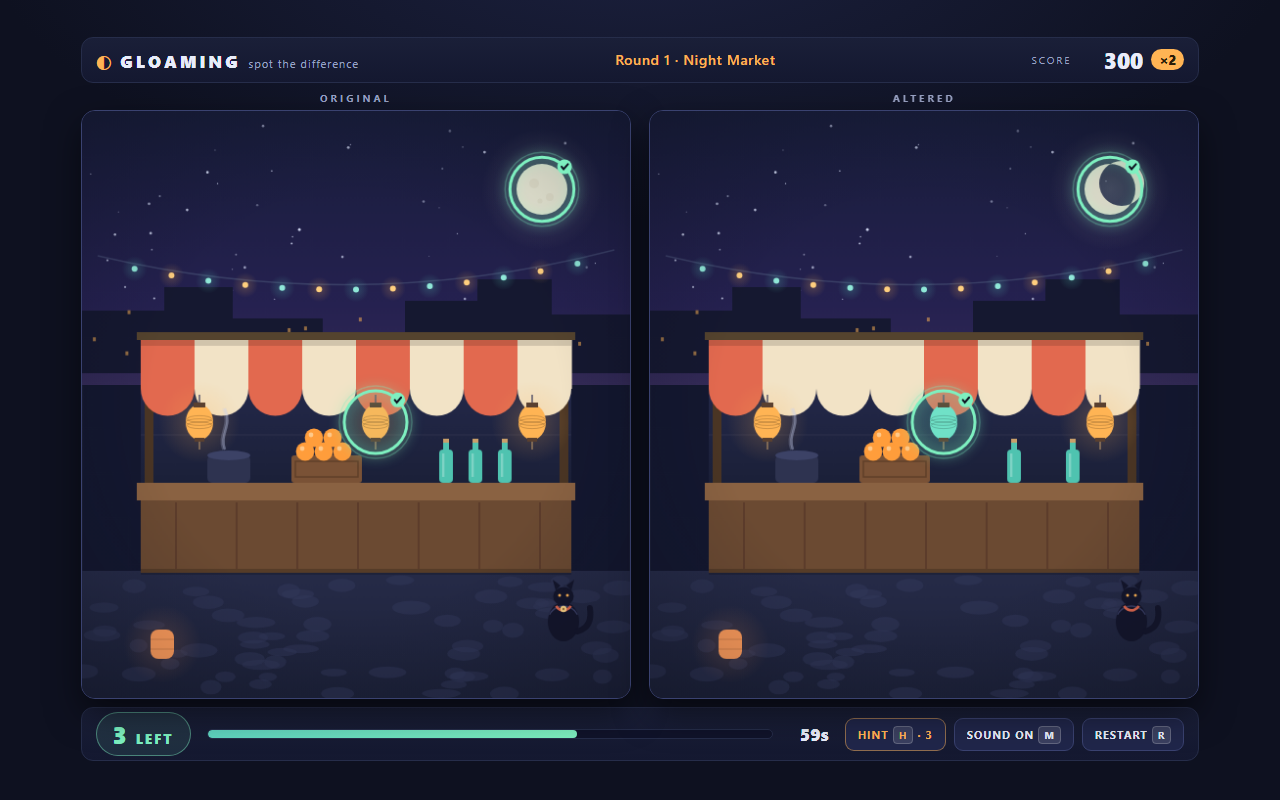 ◐ GLOAMING spot the difference
Round 1 · Night Market
SCORE 300 ×2
ORIGINAL
ALTERED
3 LEFT
59s
HINT H · 3
SOUND ON M
RESTART R